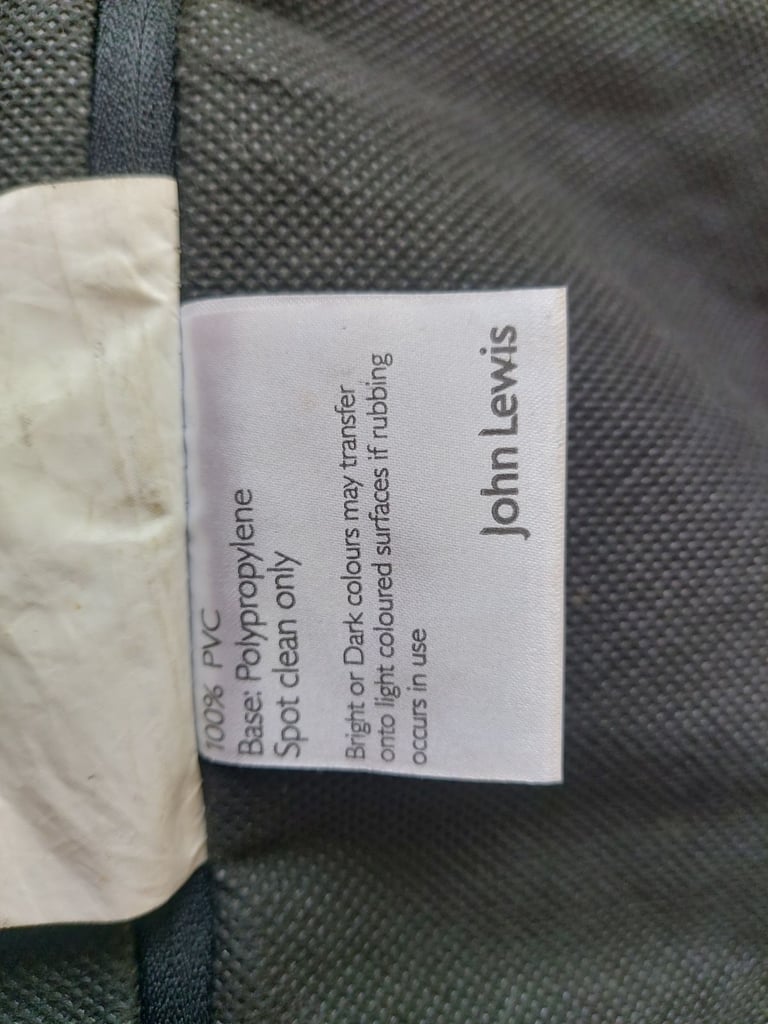 100% PVC
Base: Polypropylene
Spot clean only
Bright or Dark colours may transfer
onto light coloured surfaces if rubbing
occurs in use
John Lewis